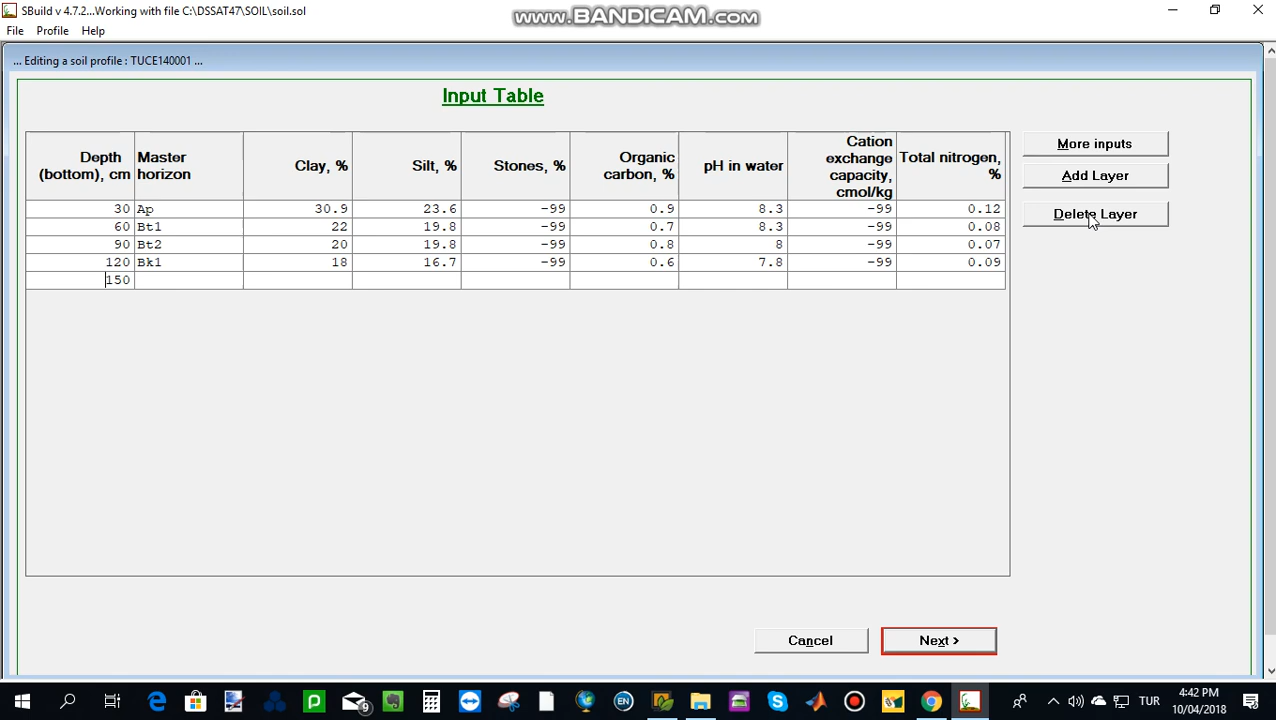 SBuild v 4.7.2...Working with file C:\DSSAT47\SOIL\soil.sol
www.BANDICAM.com
File Profile Help
... Editing a soil profile : TUCE140001 ...
Input Table
Depth (bottom), cm
Master horizon
Clay, %
Silt, %
Stones, %
Organic carbon, %
pH in water
Cation exchange capacity, cmol/kg
Total nitrogen, %
30 Ap 30.9 23.6 -99 0.9 8.3 -99 0.12
60 Bt1 22 19.8 -99 0.7 8.3 -99 0.08
90 Bt2 20 19.8 -99 0.8 8 -99 0.07
120 Bk1 18 16.7 -99 0.6 7.8 -99 0.09
150
More inputs
Add Layer
Delete Layer
Cancel
Next >
9
EN
TUR
4:42 PM
10/04/2018